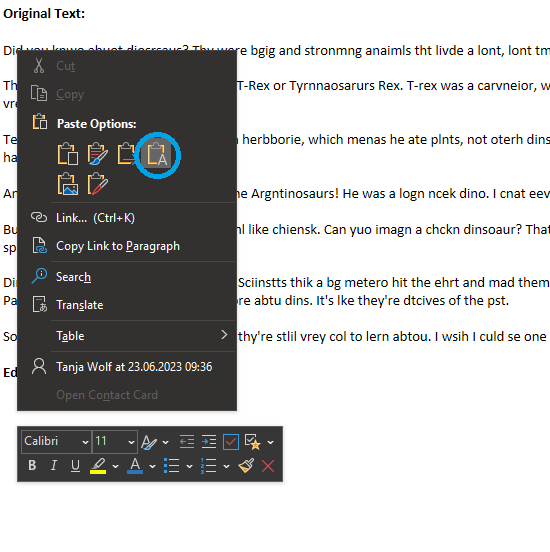 Original Text:
Did you knwo abuot diosrsaus? Thy were bgig and stronmng anaimls tht livde a lont, lont tm
Th T-Rex or Tyrnnaosarurs Rex. T-rex was a carvneior, w
vre
Te herbborie, which menas he ate plnts, not oterh dins
ha
An he Argntinosaurs! He was a logn ncek dino. I cnat eev
Bu nl like chiensk. Can yuo imagn a chckn dinsoaur? That
sp
Di Sciinstts thik a bg metero hit the ehrt and mad them
Pa ore abtu dins. It's lke they're dtcives of the pst.
So thy're stlil vrey col to lern abtou. I wsih I culd se one
Ed
Cut
Copy
Paste Options:
Link... (Ctrl+K)
Copy Link to Paragraph
Search
Translate
Table
Tanja Wolf at 23.06.2023 09:36
Open Contact Card
Calibri 11
B I U A